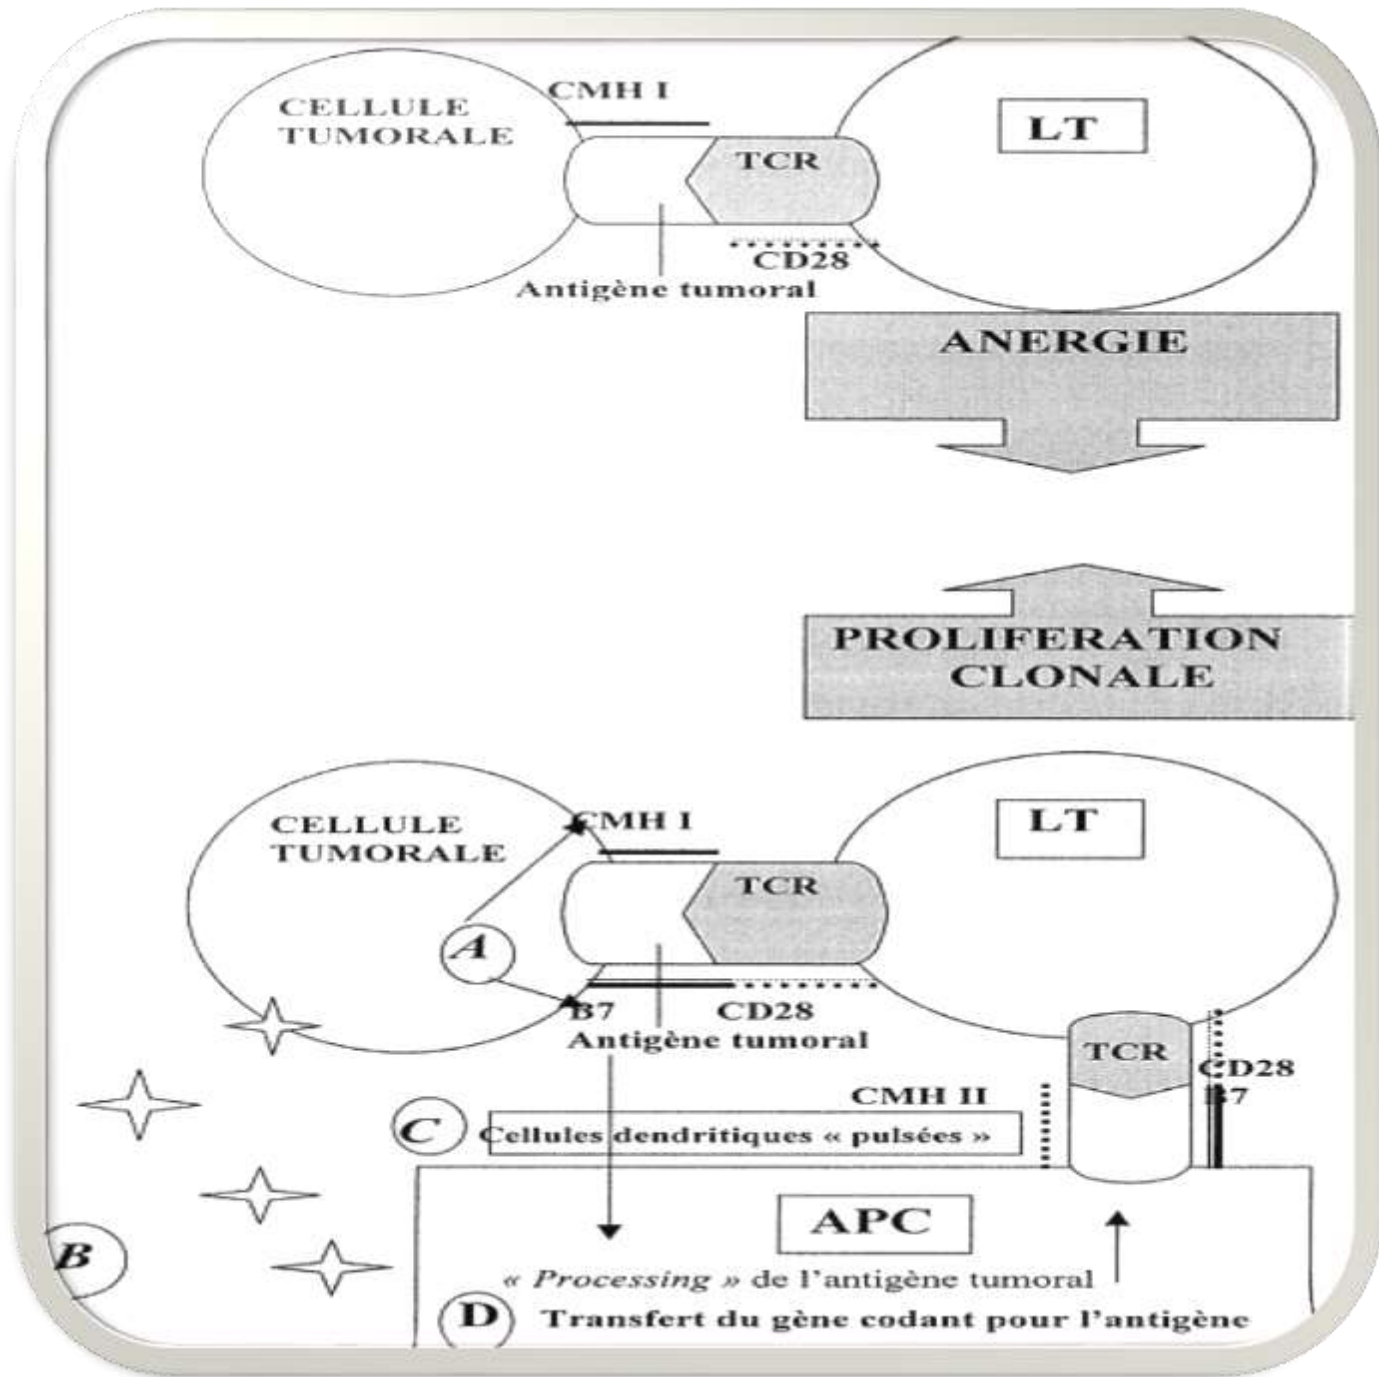 CMH I
CELLULE
TUMORALE
LT
TCR
CD28
Antigène tumoral
ANERGIE
PROLIFERATION
CLONALE
CELLULE
TUMORALE
CMH I
LT
TCR
A
B7 CD28
Antigène tumoral
TCR
CD28
B7
CMH II
C Cellules dendritiques « pulsées »
APC
B
« Processing » de l'antigène tumoral
D Transfert du gène codant pour l'antigène